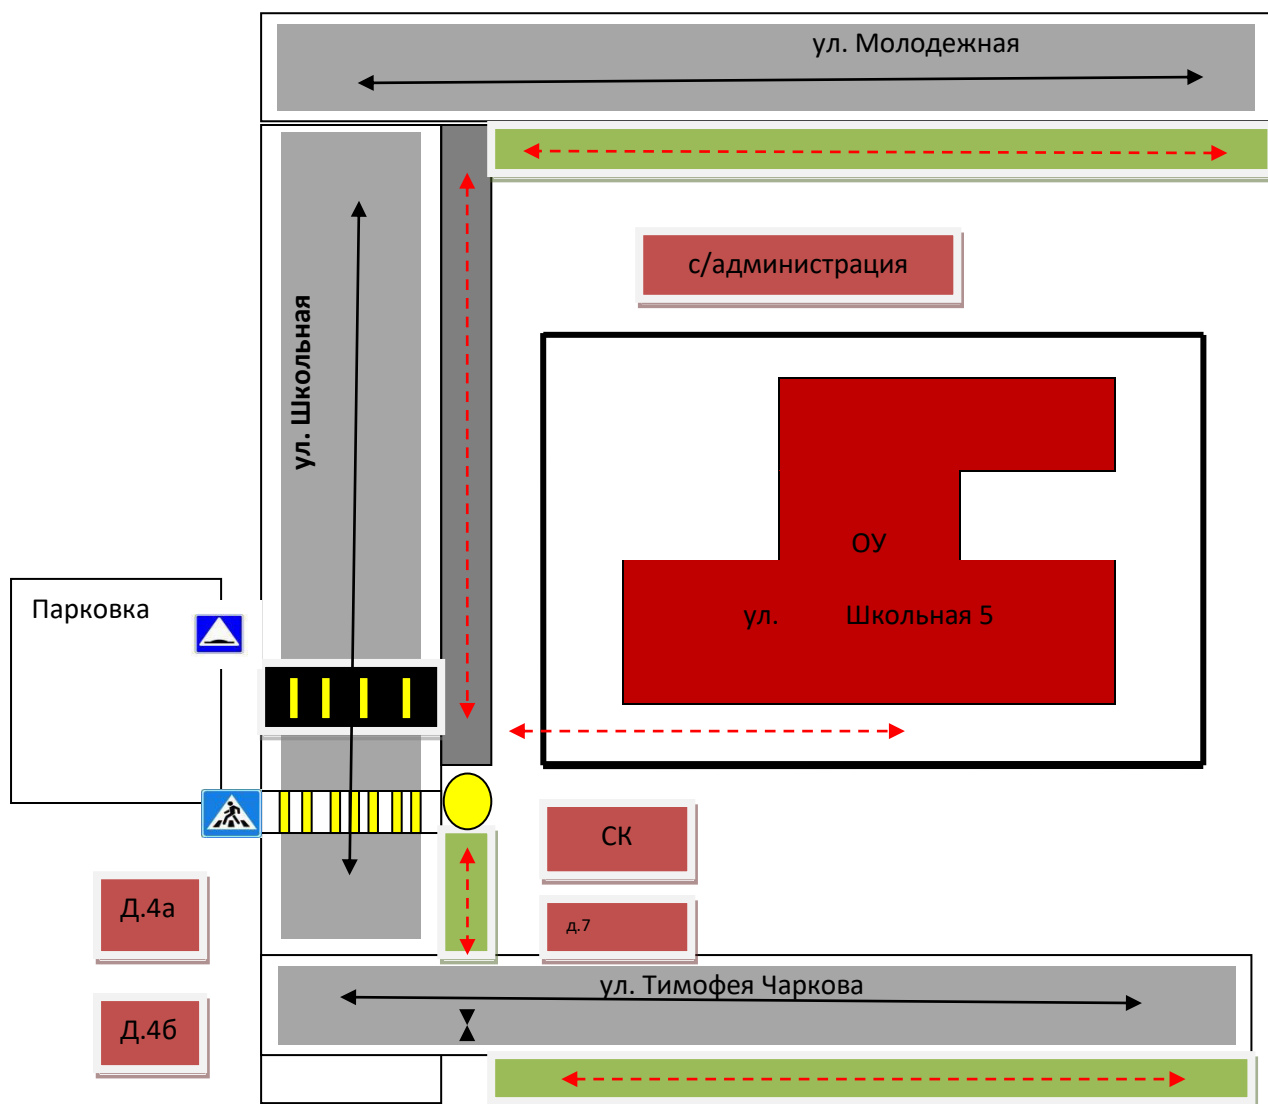 ул. Молодежная
с/администрация
ул. Школьная
ОУ
Парковка
ул. Школьная 5
СК
Д.4а
д.7
ул. Тимофея Чаркова
Д.4б